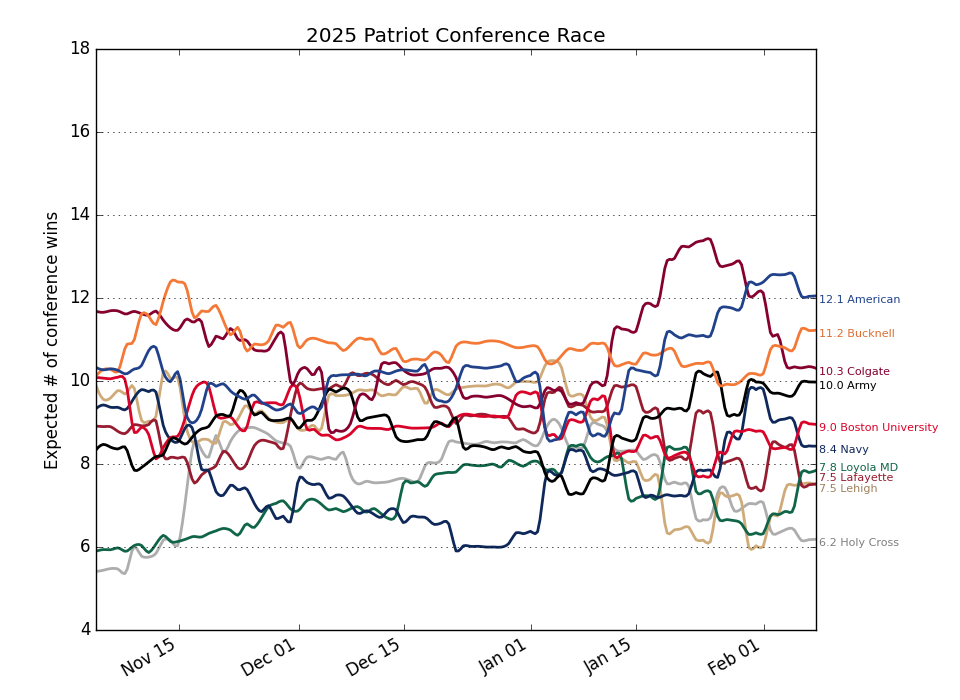 2025 Patriot Conference Race
Expected # of conference wins
18
16
14
12
10
8
6
4
12.1 American
11.2 Bucknell
10.3 Colgate
10.0 Army
9.0 Boston University
8.4 Navy
7.8 Loyola MD
7.5 Lafayette
7.5 Lehigh
6.2 Holy Cross
Nov 15
Dec 01
Dec 15
Jan 01
Jan 15
Feb 01